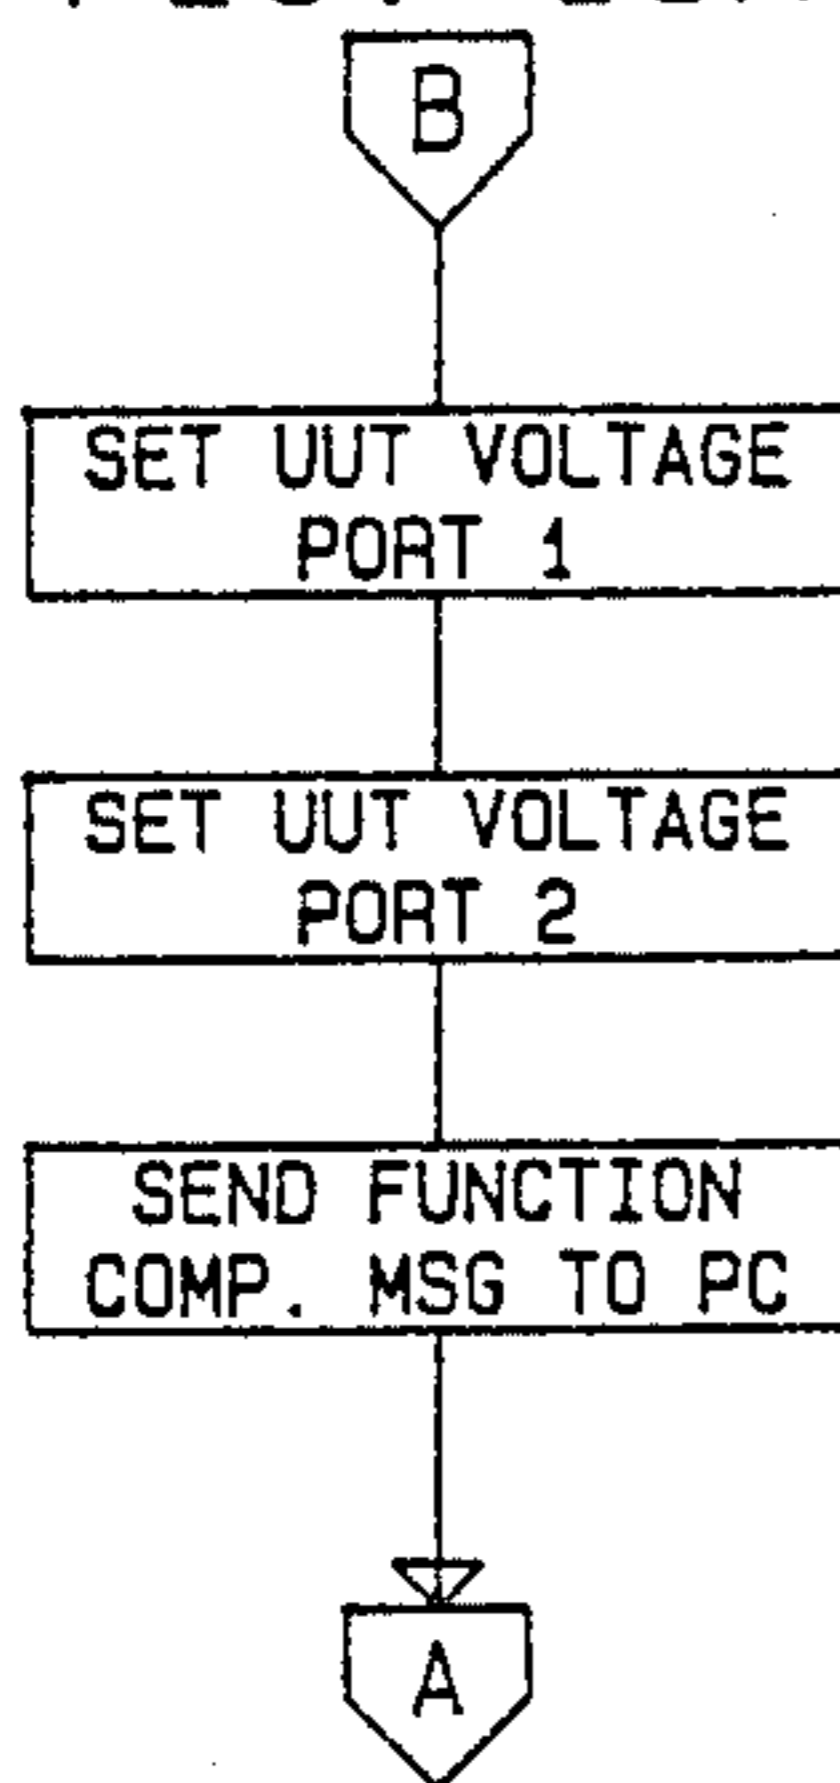 B
SET UUT VOLTAGE
PORT 1
SET UUT VOLTAGE
PORT 2
SEND FUNCTION
COMP. MSG TO PC
A